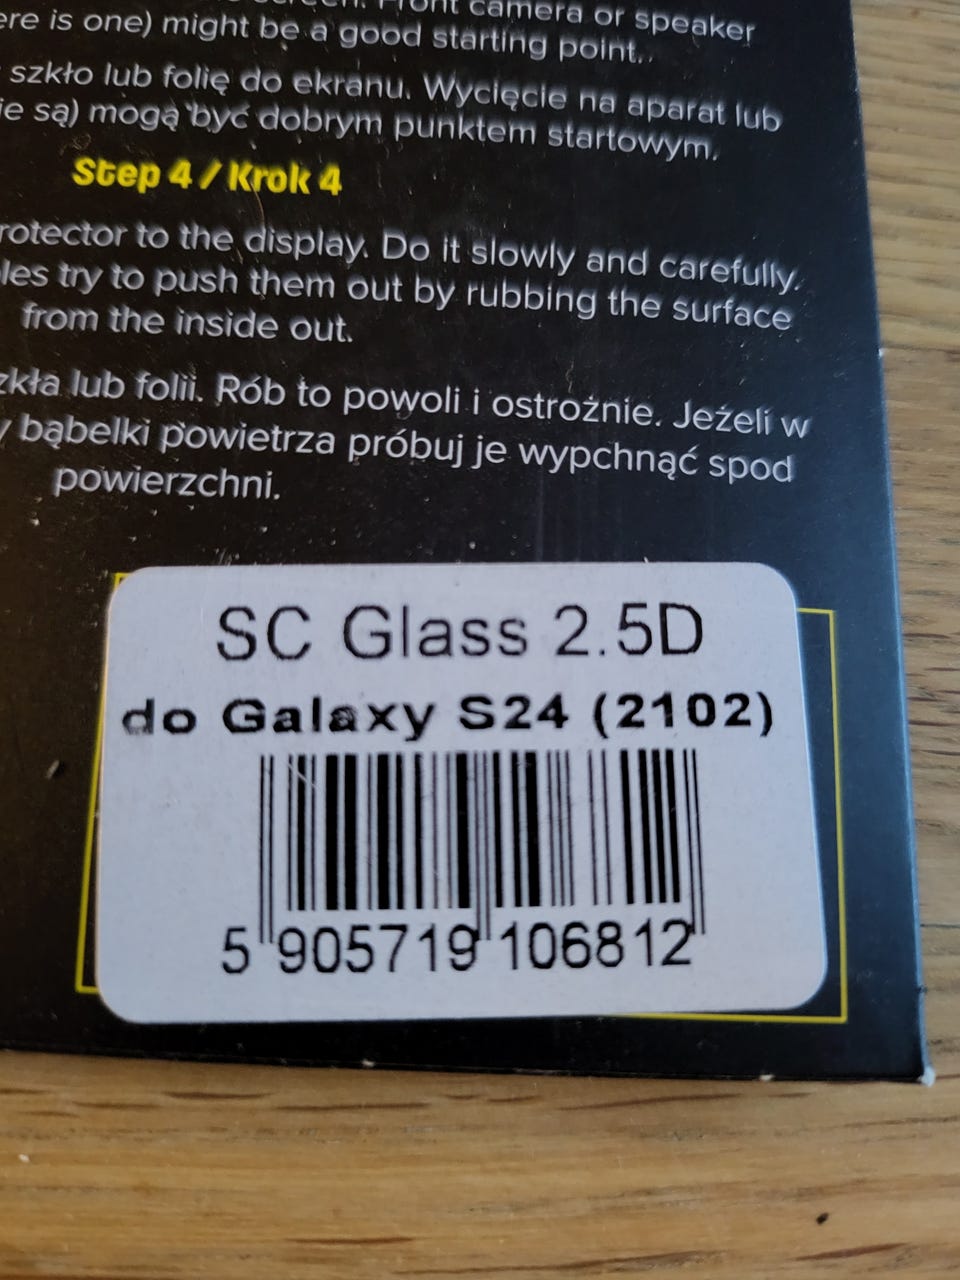 Front camera or speaker
ere is one) might be a good starting point.
szkło lub folię do ekranu. Wycięcie na aparat lub
ie są) mogą być dobrym punktem startowym.
Step 4 / Krok 4
rotector to the display. Do it slowly and carefully.
les try to push them out by rubbing the surface
from the inside out.
zkła lub folii. Rób to powoli i ostrożnie. Jeżeli w
y bąbelki powietrza próbuj je wypchnąć spod
powierzchni.
SC Glass 2.5D
do Galaxy S24 (2102)
5 905719 106812